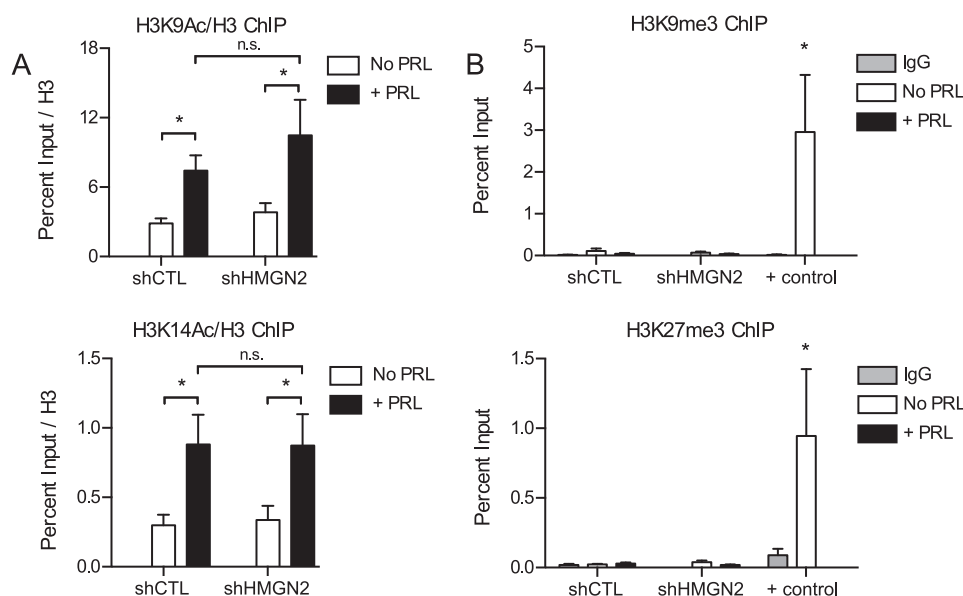 A
H3K9Ac/H3 ChIP
n.s.
* *
No PRL
+ PRL
Percent Input / H3
18
12
6
0
shCTL shHMGN2
H3K14Ac/H3 ChIP
n.s.
* *
No PRL
+ PRL
Percent Input / H3
1.5
1.0
0.5
0.0
shCTL shHMGN2
B
H3K9me3 ChIP
*
IgG
No PRL
+ PRL
Percent Input
5
4
3
2
1
0
shCTL shHMGN2 + control
H3K27me3 ChIP
*
IgG
No PRL
+ PRL
Percent Input
1.5
1.0
0.5
0.0
shCTL shHMGN2 + control